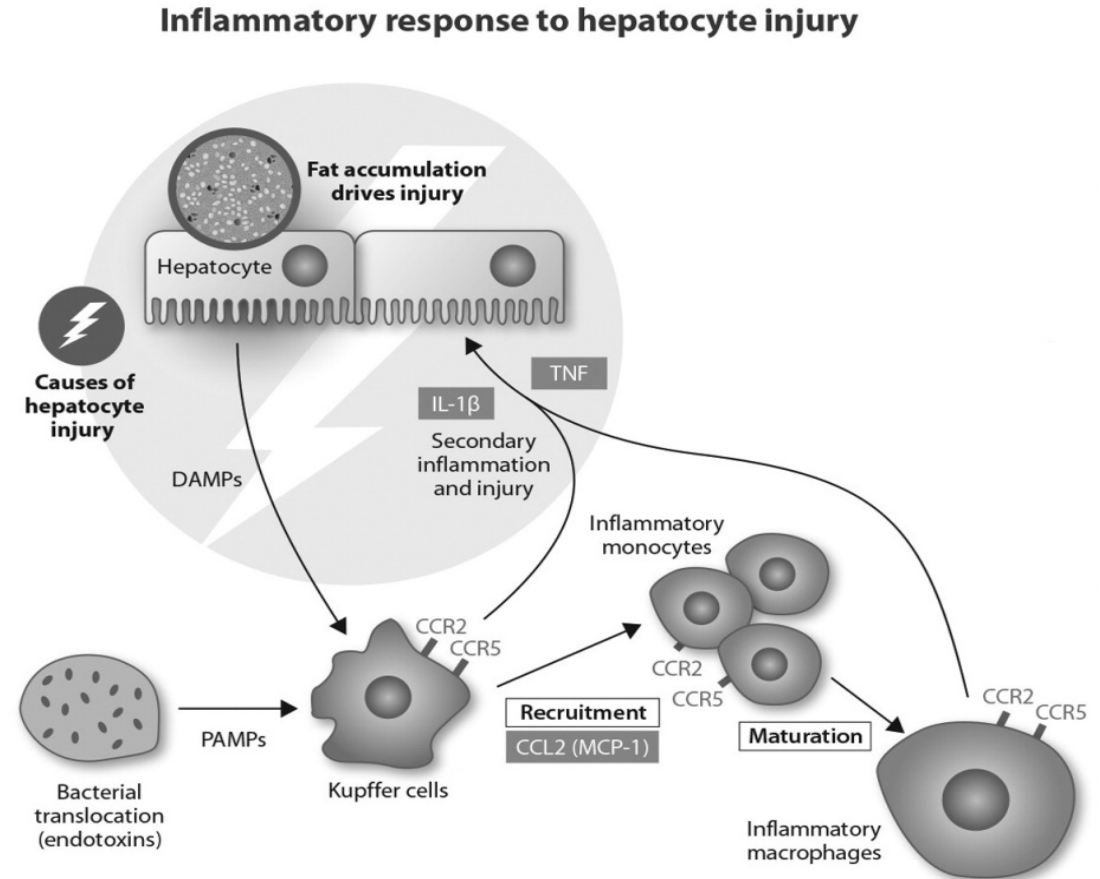 Inflammatory response to hepatocyte injury
Fat accumulation
drives injury
Hepatocyte
Causes of
hepatocyte
injury
TNF
IL-1β
Secondary
inflammation
and injury
DAMPs
Inflammatory
monocytes
CCR2
CCR5
CCR2
CCR5
Recruitment
CCL2 (MCP-1)
Maturation
CCR2
CCR5
PAMPs
Bacterial
translocation
(endotoxins)
Kupffer cells
Inflammatory
macrophages